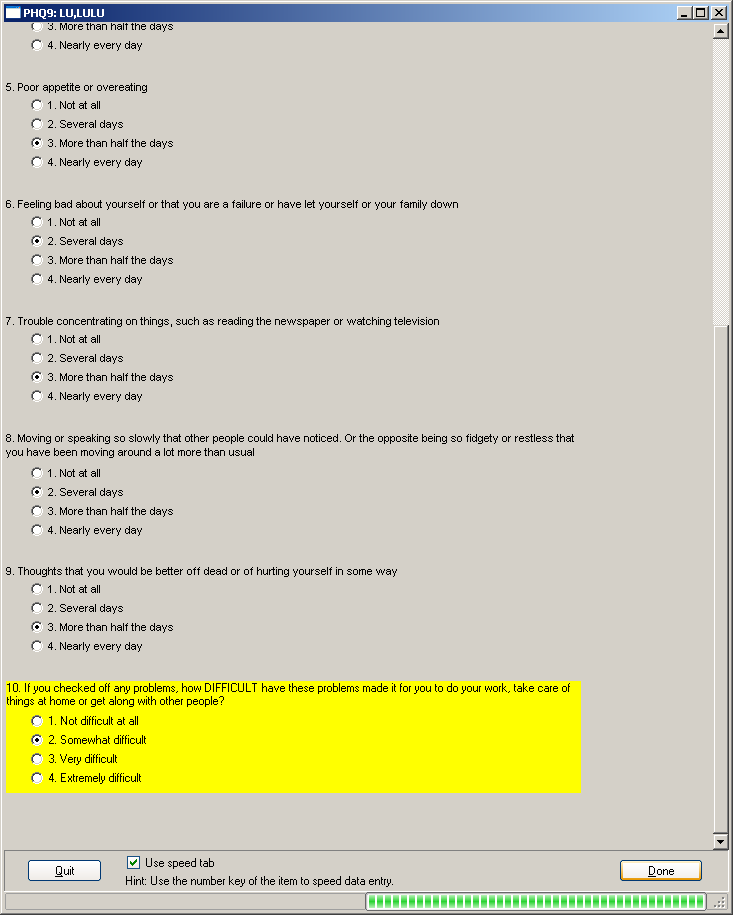 PHQ9: LU,LULU
3. More than half the days
4. Nearly every day
5. Poor appetite or overeating
1. Not at all
2. Several days
3. More than half the days
4. Nearly every day
6. Feeling bad about yourself or that you are a failure or have let yourself or your family down
1. Not at all
2. Several days
3. More than half the days
4. Nearly every day
7. Trouble concentrating on things, such as reading the newspaper or watching television
1. Not at all
2. Several days
3. More than half the days
4. Nearly every day
8. Moving or speaking so slowly that other people could have noticed. Or the opposite being so fidgety or restless that
you have been moving around a lot more than usual
1. Not at all
2. Several days
3. More than half the days
4. Nearly every day
9. Thoughts that you would be better off dead or of hurting yourself in some way
1. Not at all
2. Several days
3. More than half the days
4. Nearly every day
10. If you checked off any problems, how DIFFICULT have these problems made it for you to do your work, take care of
things at home or get along with other people?
1. Not difficult at all
2. Somewhat difficult
3. Very difficult
4. Extremely difficult
Quit
Use speed tab
Hint: Use the number key of the item to speed data entry.
Done